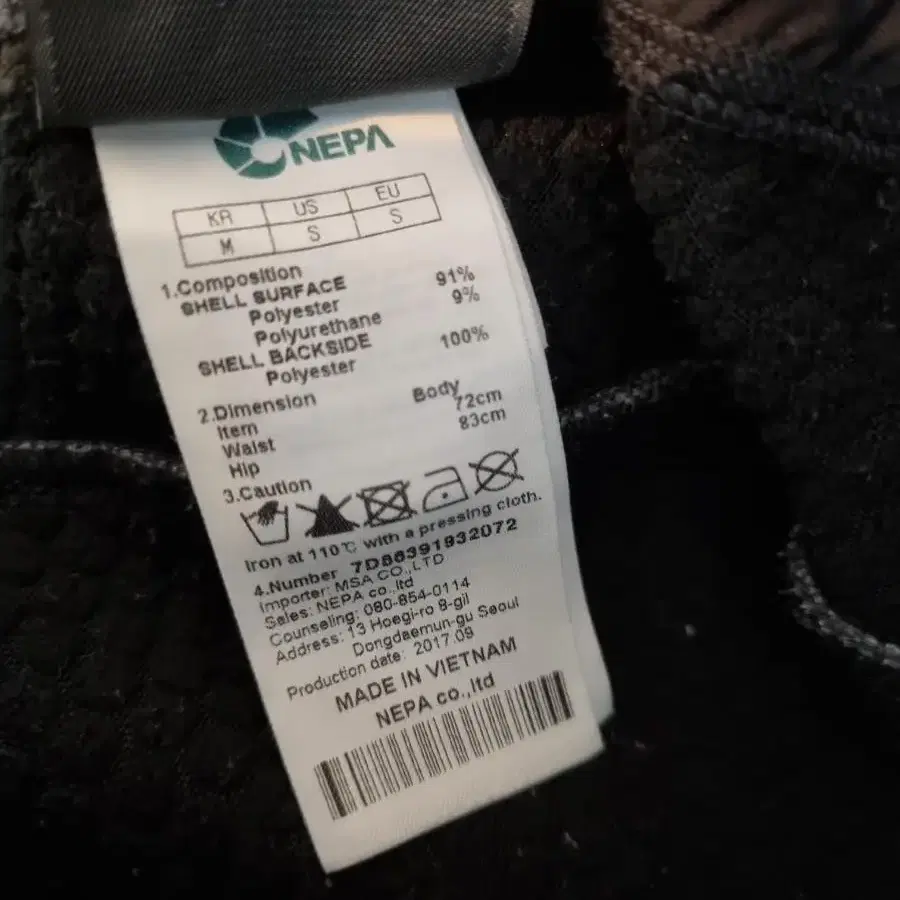 NEPA
KR US EU
M S S
1.Composition
SHELL SURFACE
Polyester 91%
Polyurethane 9%
SHELL BACKSIDE
Polyester 100%
2.Dimension
Item Body
Waist 72cm
Hip 83cm
3.Caution
Iron at 110℃ with a pressing cloth.
4.Number 7D86391932072
Importer: MSA CO.,LTD
Sales: NEPA co.,ltd
Counseling: 080-854-0114
Address: 13 Hoegi-ro 8-gil
Dongdaemun-gu Seoul
Production date: 2017.09
MADE IN VIETNAM
NEPA co.,ltd